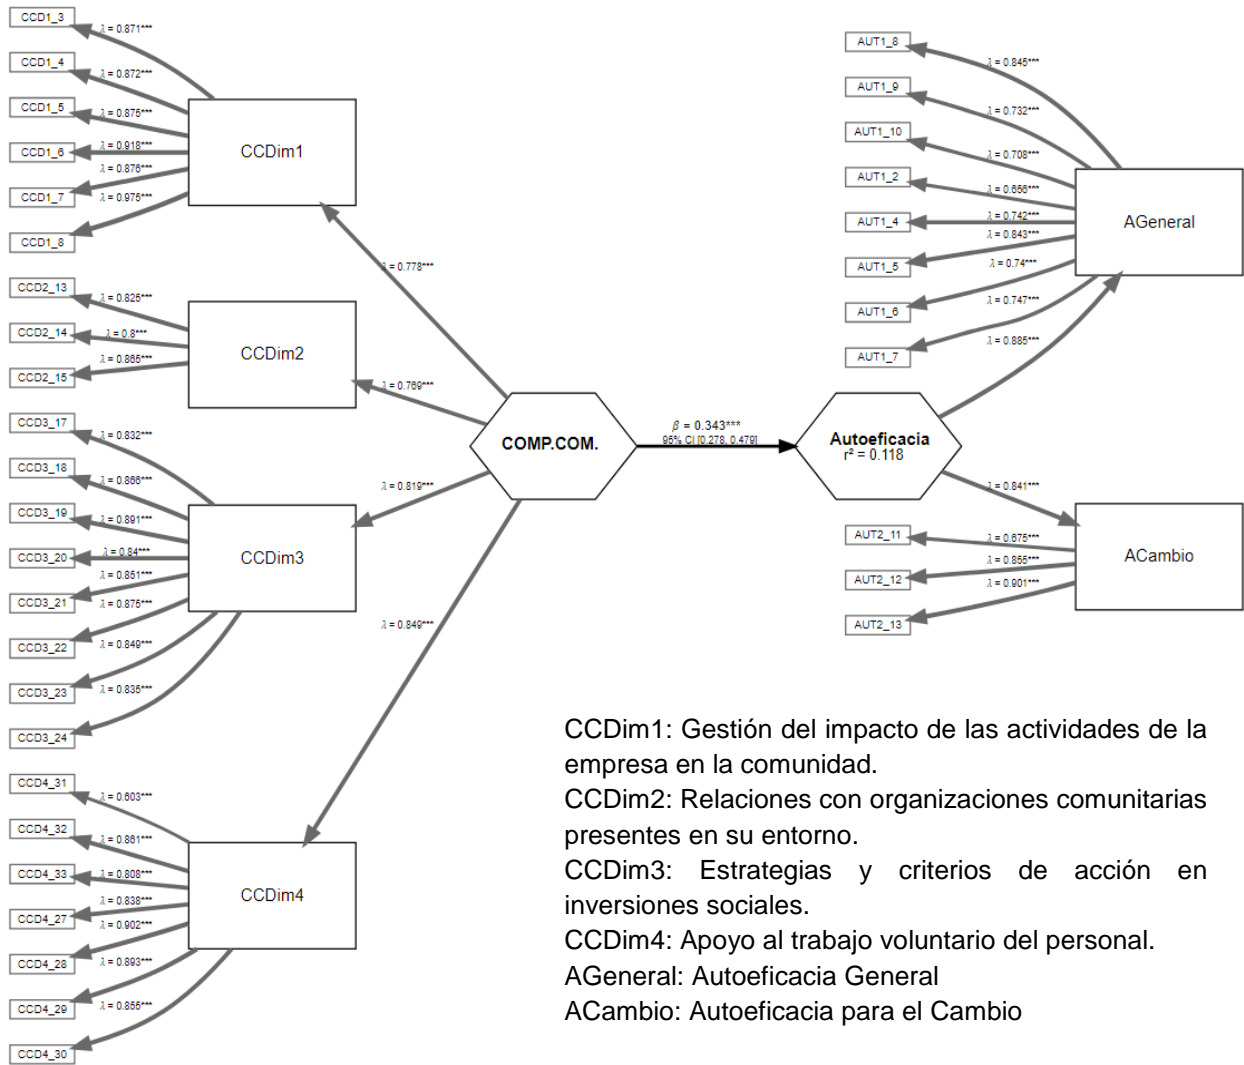 CCD1_3
λ = 0.871***
CCD1_4
λ = 0.872***
CCD1_5
λ = 0.875***
CCD1_6
λ = 0.918***
CCD1_7
λ = 0.876***
λ = 0.975***
CCD1_8
CCDim1
λ = 0.778***
CCD2_13
λ = 0.825***
CCD2_14
λ = 0.8***
CCD2_15
λ = 0.865***
CCDim2
λ = 0.769***
CCD3_17
λ = 0.832***
CCD3_18
λ = 0.866***
CCD3_19
λ = 0.891***
CCD3_20
λ = 0.84***
CCD3_21
λ = 0.851***
λ = 0.875***
CCD3_22
λ = 0.849***
CCD3_23
λ = 0.835***
CCD3_24
CCDim3
λ = 0.819***
CCD4_31
λ = 0.603***
CCD4_32
λ = 0.861***
CCD4_33
λ = 0.808***
λ = 0.838***
CCD4_27
λ = 0.902***
CCD4_28
λ = 0.893***
CCD4_29
λ = 0.855***
CCD4_30
CCDim4
λ = 0.849***
COMP.COM.
β = 0.343***
95% CI [0.278, 0.479]
Autoeficacia
r² = 0.118
AUT1_8
λ = 0.845***
AUT1_9
λ = 0.732***
AUT1_10
λ = 0.708***
AUT1_2
λ = 0.656***
AUT1_4
λ = 0.742***
λ = 0.843***
AUT1_5
λ = 0.74***
AUT1_6
λ = 0.747***
AUT1_7
λ = 0.885***
AGeneral
λ = 0.841***
AUT2_11
λ = 0.675***
λ = 0.855***
AUT2_12
λ = 0.901***
AUT2_13
ACambio
CCDim1: Gestión del impacto de las actividades de la
empresa en la comunidad.
CCDim2: Relaciones con organizaciones comunitarias
presentes en su entorno.
CCDim3: Estrategias y criterios de acción en
inversiones sociales.
CCDim4: Apoyo al trabajo voluntario del personal.
AGeneral: Autoeficacia General
ACambio: Autoeficacia para el Cambio